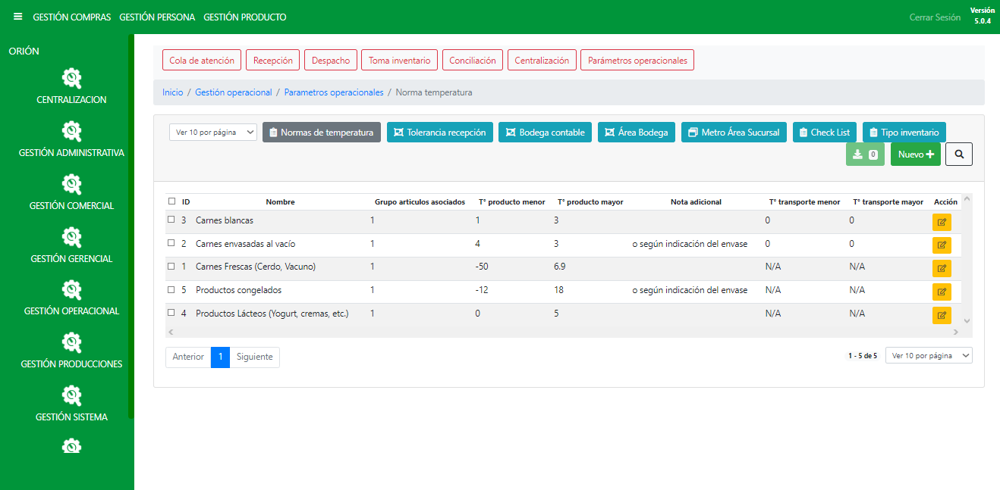 GESTIÓN COMPRAS GESTIÓN PERSONA GESTIÓN PRODUCTO Cerrar Sesión Versión 5.0.4
ORIÓN
CENTRALIZACION
GESTIÓN ADMINISTRATIVA
GESTIÓN COMERCIAL
GESTIÓN GERENCIAL
GESTIÓN OPERACIONAL
GESTIÓN PRODUCCIONES
GESTIÓN SISTEMA
Cola de atención Recepción Despacho Toma inventario Conciliación Centralización Parámetros operacionales
Inicio / Gestión operacional / Parametros operacionales / Norma temperatura
Ver 10 por página Normas de temperatura Tolerancia recepción Bodega contable Área Bodega Metro Área Sucursal Check List Tipo inventario
0 Nuevo
ID Nombre Grupo articulos asociados T° producto menor T° producto mayor Nota adicional T° transporte menor T° transporte mayor Acción
3 Carnes blancas 1 1 3 0 0
2 Carnes envasadas al vacío 1 4 3 o según indicación del envase 0 0
1 Carnes Frescas (Cerdo, Vacuno) 1 -50 6.9 N/A N/A
5 Productos congelados 1 -12 18 o según indicación del envase N/A N/A
4 Productos Lácteos (Yogurt, cremas, etc.) 1 0 5 N/A N/A
Anterior 1 Siguiente 1 - 5 de 5 Ver 10 por página